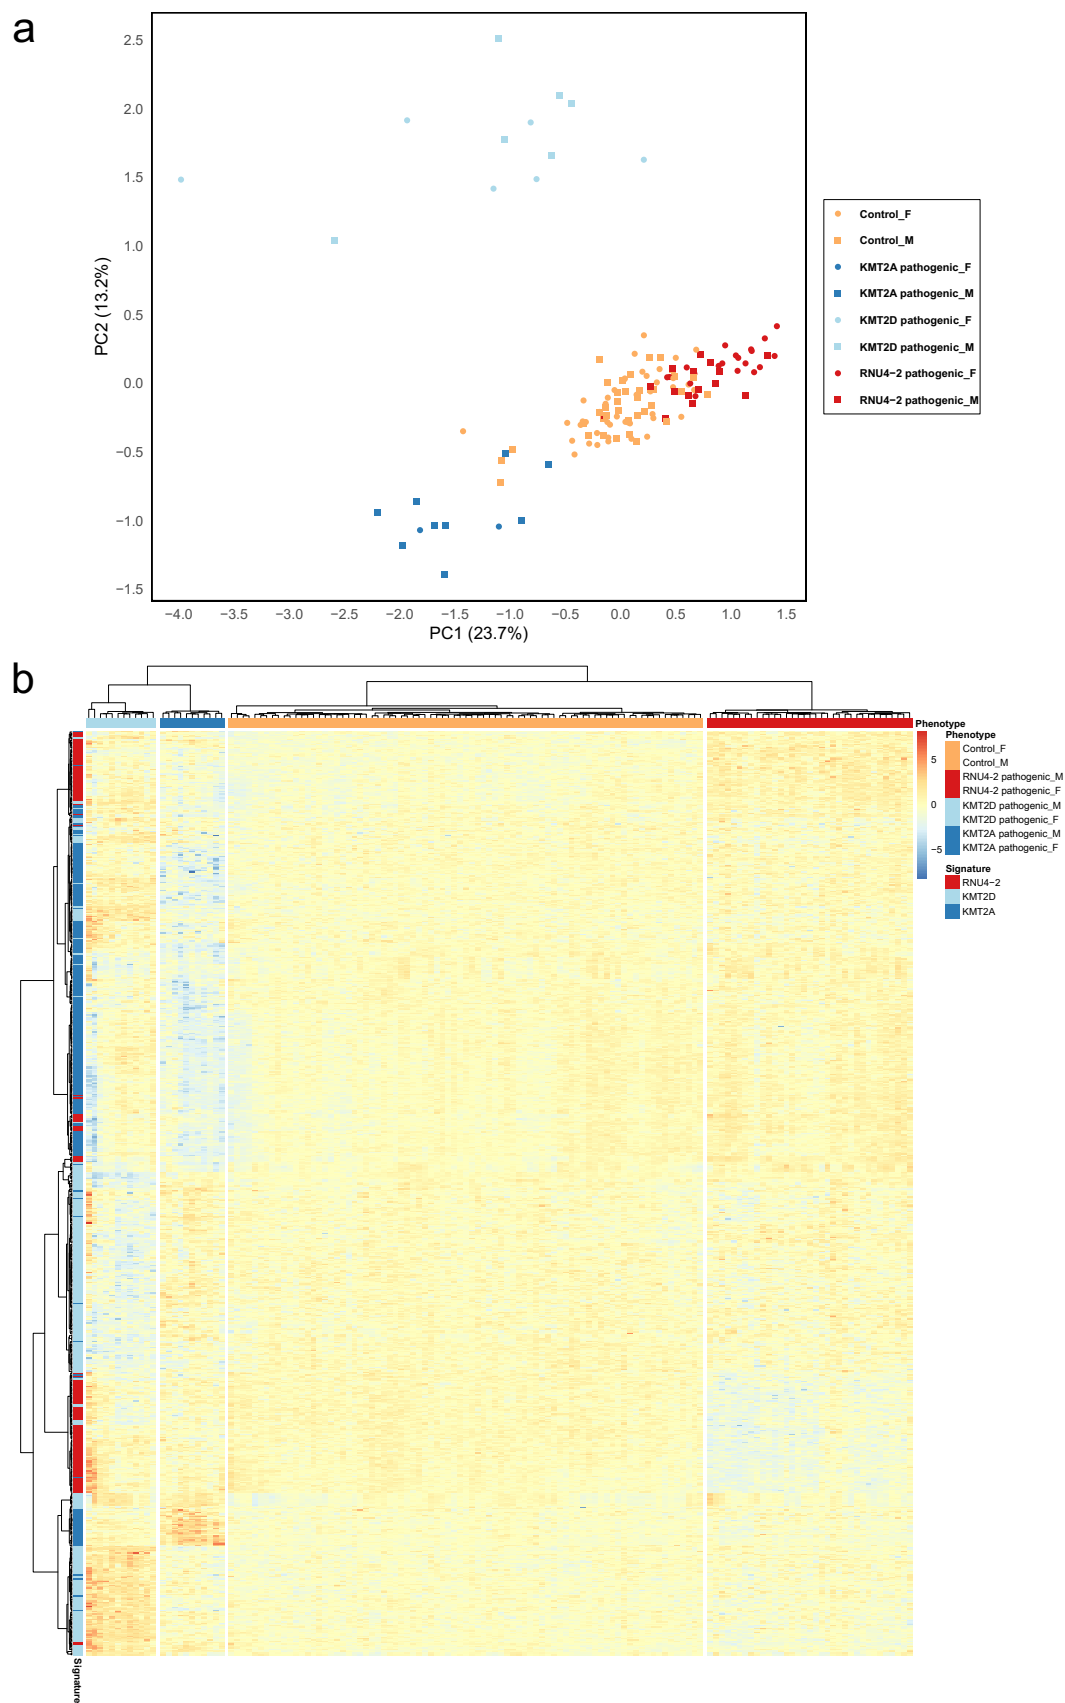 a
2.5
2.0
1.5
1.0
0.5
0.0
−0.5
−1.0
−1.5
PC2 (13.2%)
−4.0 −3.5 −3.0 −2.5 −2.0 −1.5 −1.0 −0.5 0.0 0.5 1.0 1.5
PC1 (23.7%)
Control_F
Control_M
KMT2A pathogenic_F
KMT2A pathogenic_M
KMT2D pathogenic_F
KMT2D pathogenic_M
RNU4−2 pathogenic_F
RNU4−2 pathogenic_M
b
Phenotype
5
0
−5
Phenotype
Control_F
Control_M
RNU4−2 pathogenic_M
RNU4−2 pathogenic_F
KMT2D pathogenic_M
KMT2D pathogenic_F
KMT2A pathogenic_M
KMT2A pathogenic_F
Signature
RNU4−2
KMT2D
KMT2A
Signature